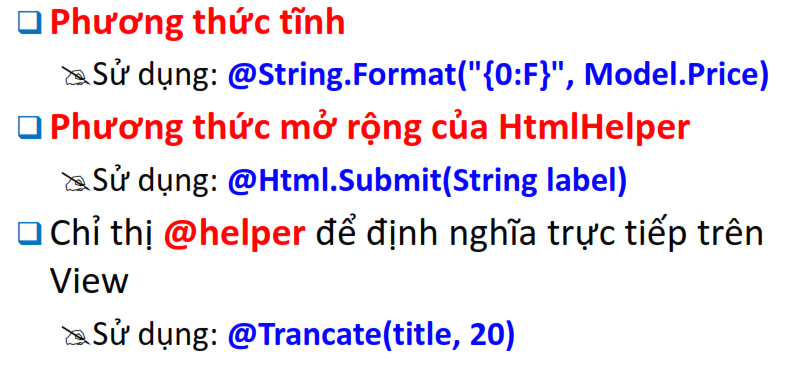 Phương thức tĩnh
Sử dụng: @String.Format("{0:F}", Model.Price)
Phương thức mở rộng của HtmlHelper
Sử dụng: @Html.Submit(String label)
Chỉ thị @helper để định nghĩa trực tiếp trên
View
Sử dụng: @Trancate(title, 20)